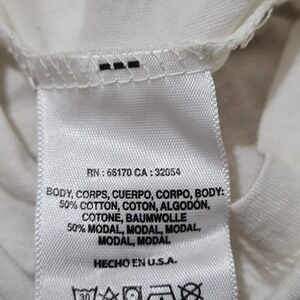 RN : 66170 CA : 32054
BODY, CORPS, CUERPO, CORPO, BODY:
50% COTTON, COTON, ALGODÓN,
COTONE, BAUMWOLLE
50% MODAL, MODAL, MODAL,
MODAL, MODAL
HECHO EN U.S.A.
30